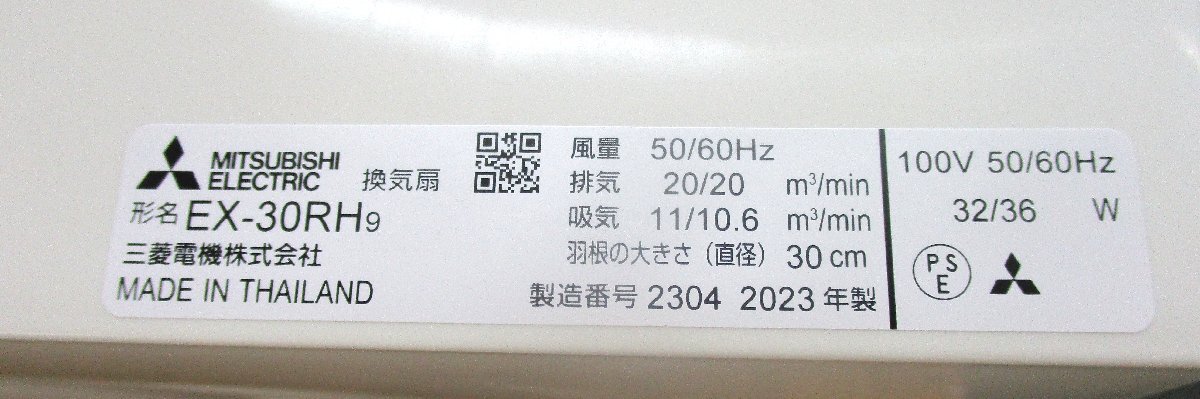 MITSUBISHI
ELECTRIC
換気扇
形名 EX-30RH9
三菱電機株式会社
MADE IN THAILAND
風量 50/60Hz
排気 20/20 m³/min
吸気 11/10.6 m³/min
羽根の大きさ(直径) 30 cm
製造番号 2304 2023 年製
100V 50/60Hz
32/36 W
PS
E